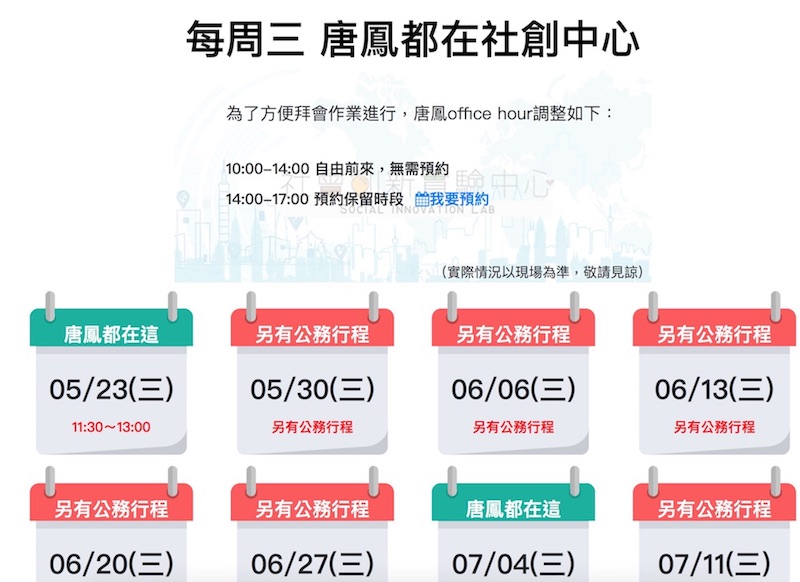 每周三 唐鳳都在社創中心
為了方便拜會作業進行，唐鳳office hour調整如下：
10:00–14:00 自由前來，無需預約
14:00–17:00 預約保留時段 我要預約
社會創新實驗中心
SOCIAL INNOVATION LAB
（實際情況以現場為準，敬請見諒）
唐鳳都在這 另有公務行程 另有公務行程 另有公務行程
05/23(三) 05/30(三) 06/06(三) 06/13(三)
11:30～13:00 另有公務行程 另有公務行程 另有公務行程
另有公務行程 另有公務行程 唐鳳都在這 另有公務行程
06/20(三) 06/27(三) 07/04(三) 07/11(三)